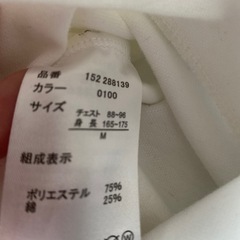 品番 152 288139
カラー 0100
サイズ チェスト 88-96
身長 165-175
M
組成表示
ポリエステル 75%
綿 25%